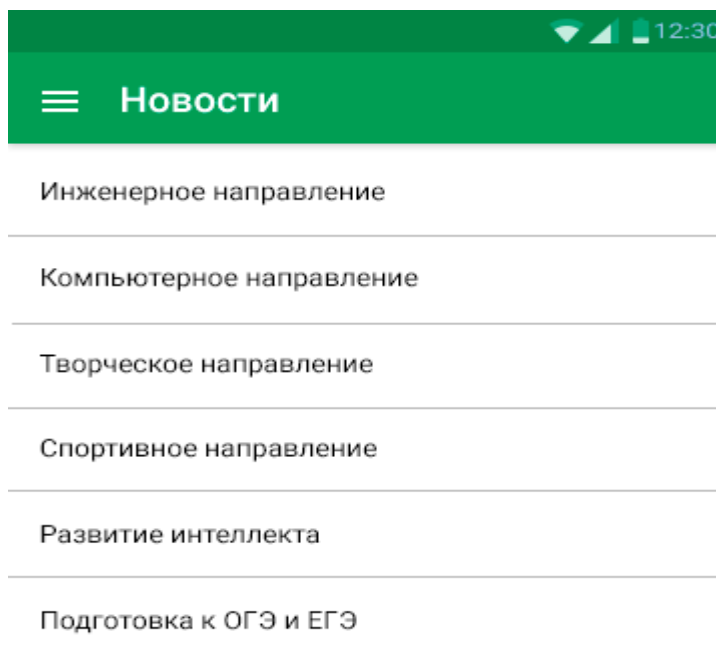 12:30
Новости
Инженерное направление
Компьютерное направление
Творческое направление
Спортивное направление
Развитие интеллекта
Подготовка к ОГЭ и ЕГЭ